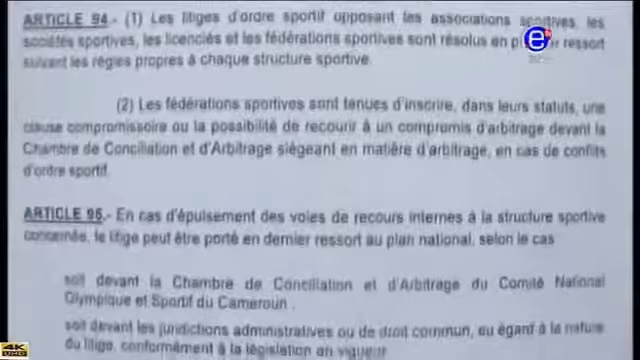 ARTICLE 94.- (1) Les litiges d'ordre sportif opposant les associations sportives, les
sociétés sportives, les licenciés et les fédérations sportives sont résolus en ressort
suivant les règles propres à chaque structure sportive.
(2) Les fédérations sportives sont tenues d'inscrire, dans leurs statuts, une
clause compromissoire ou la possibilité de recourir à un compromis d'arbitrage devant la
Chambre de Conciliation et d'Arbitrage siégeant en matière d'arbitrage, en cas de conflits
d'ordre sportif.
ARTICLE 95.- En cas d'épuisement des voies de recours internes à la structure sportive
concernée, le litige peut être porté en dernier ressort au plan national, selon le cas
soit devant la Chambre de Conciliation et d'Arbitrage du Comité National
Olympique et Sportif du Cameroun .
soit devant les juridictions administratives ou de droit commun, eu égard à la nature
du litige, conformément à la législation en vigueur
4K
UHD